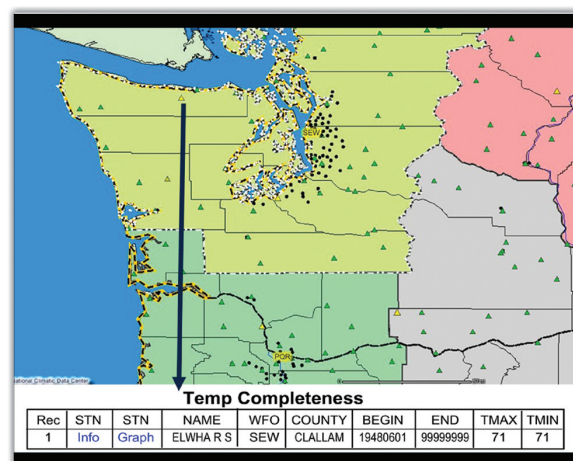 SEW
PQR
National Climatic Data Center
Temp Completeness
Rec STN STN NAME WFO COUNTY BEGIN END TMAX TMIN
1 Info Graph ELWHA R S SEW CLALLAM 19480601 99999999 71 71